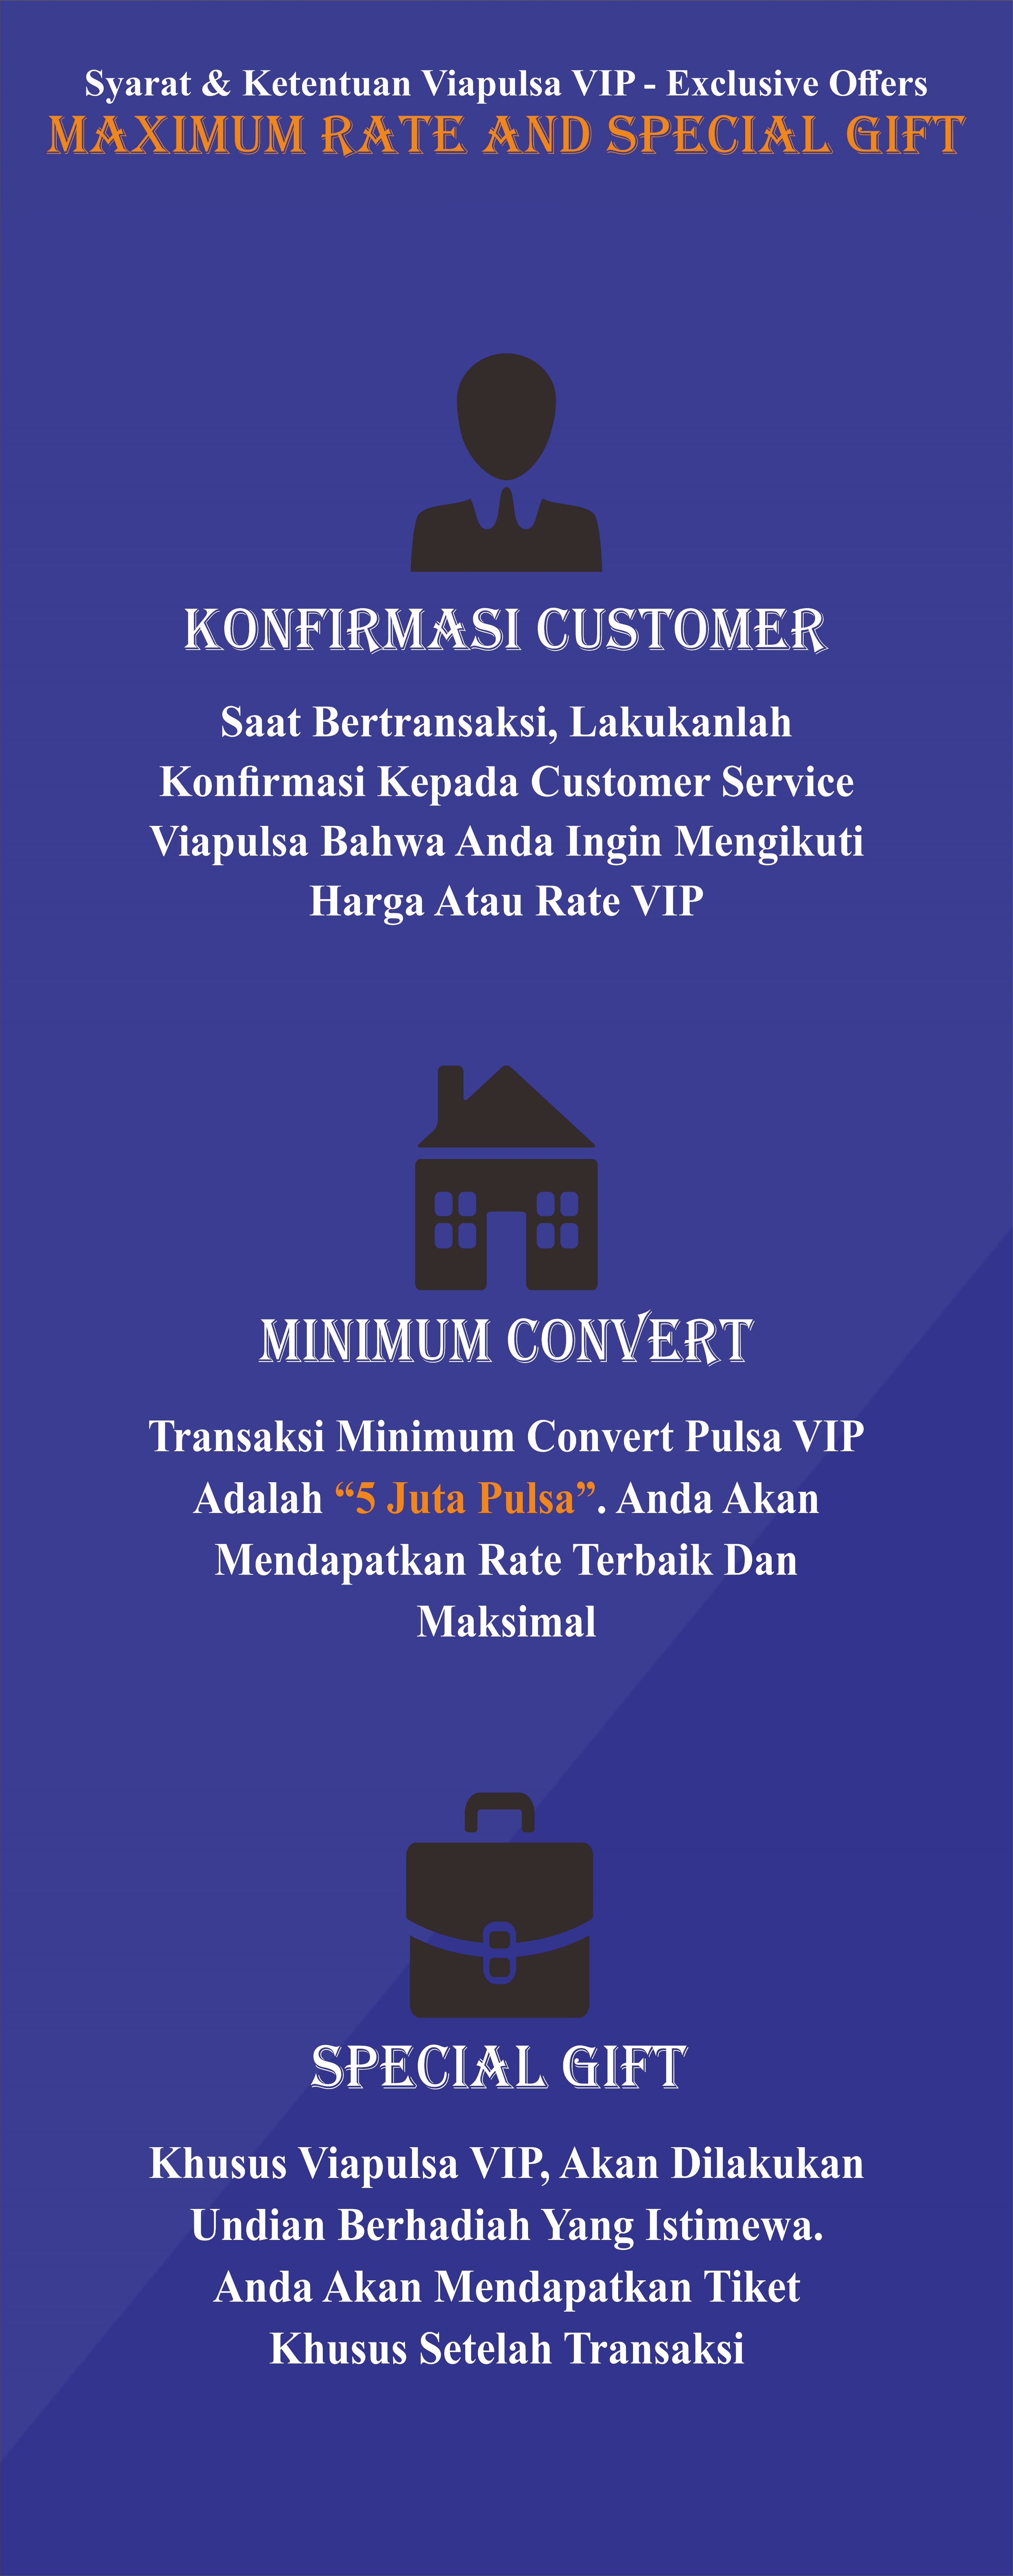 Syarat & Ketentuan Viapulsa VIP - Exclusive Offers
MAXIMUM RATE AND SPECIAL GIFT
KONFIRMASI CUSTOMER
Saat Bertransaksi, Lakukanlah
Konfirmasi Kepada Customer Service
Viapulsa Bahwa Anda Ingin Mengikuti
Harga Atau Rate VIP
MINIMUM CONVERT
Transaksi Minimum Convert Pulsa VIP
Adalah “5 Juta Pulsa”. Anda Akan
Mendapatkan Rate Terbaik Dan
Maksimal
SPECIAL GIFT
Khusus Viapulsa VIP, Akan Dilakukan
Undian Berhadiah Yang Istimewa.
Anda Akan Mendapatkan Tiket
Khusus Setelah Transaksi